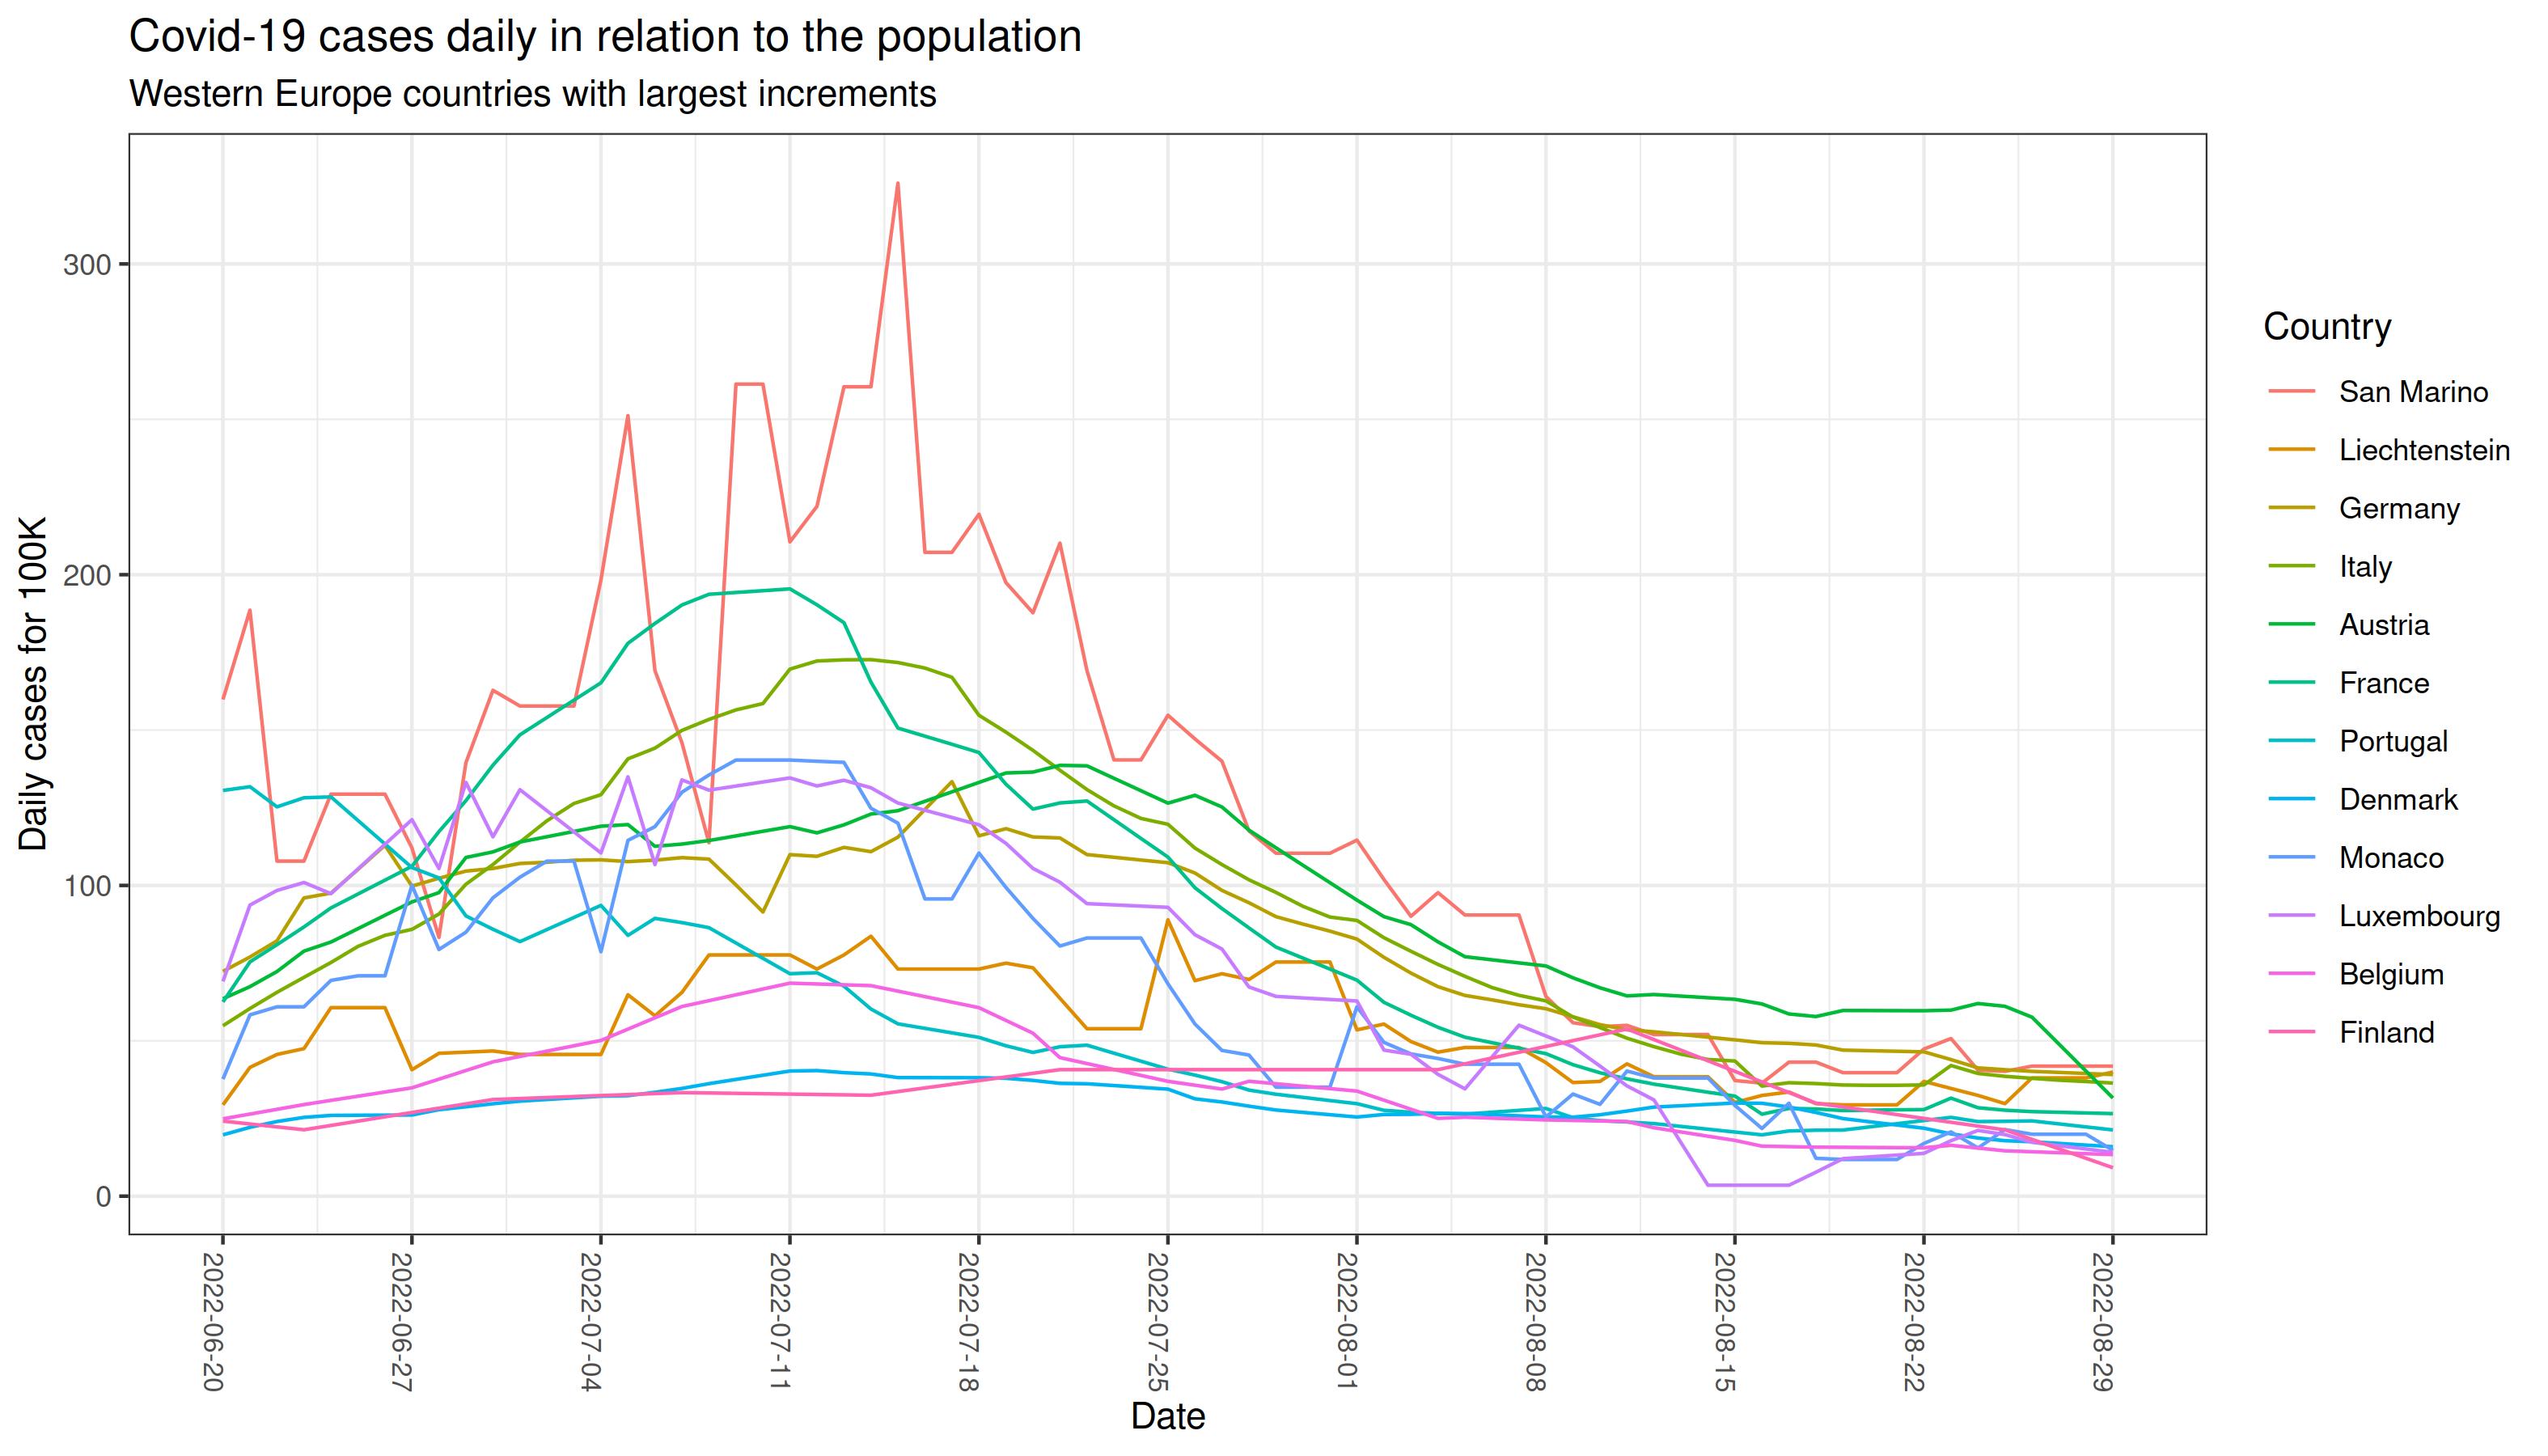 Covid-19 cases daily in relation to the population
Western Europe countries with largest increments
Daily cases for 100K
300
200
100
0
2022-06-20
2022-06-27
2022-07-04
2022-07-11
2022-07-18
2022-07-25
2022-08-01
2022-08-08
2022-08-15
2022-08-22
2022-08-29
Date
Country
San Marino
Liechtenstein
Germany
Italy
Austria
France
Portugal
Denmark
Monaco
Luxembourg
Belgium
Finland